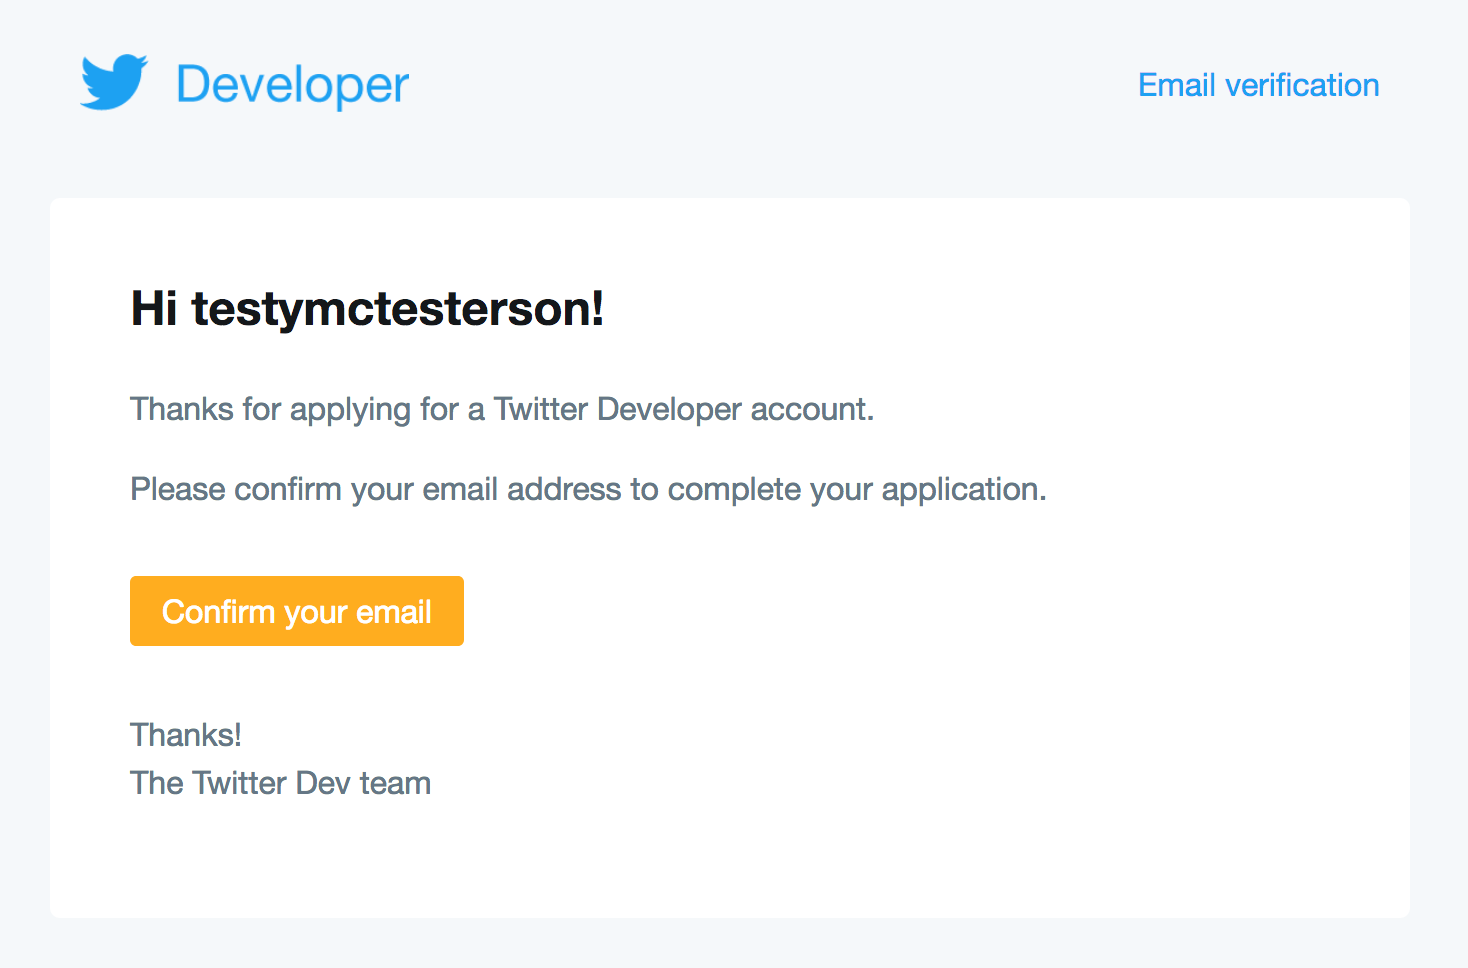 Developer
Email verification
Hi testymctesterson!
Thanks for applying for a Twitter Developer account.
Please confirm your email address to complete your application.
Confirm your email
Thanks!
The Twitter Dev team